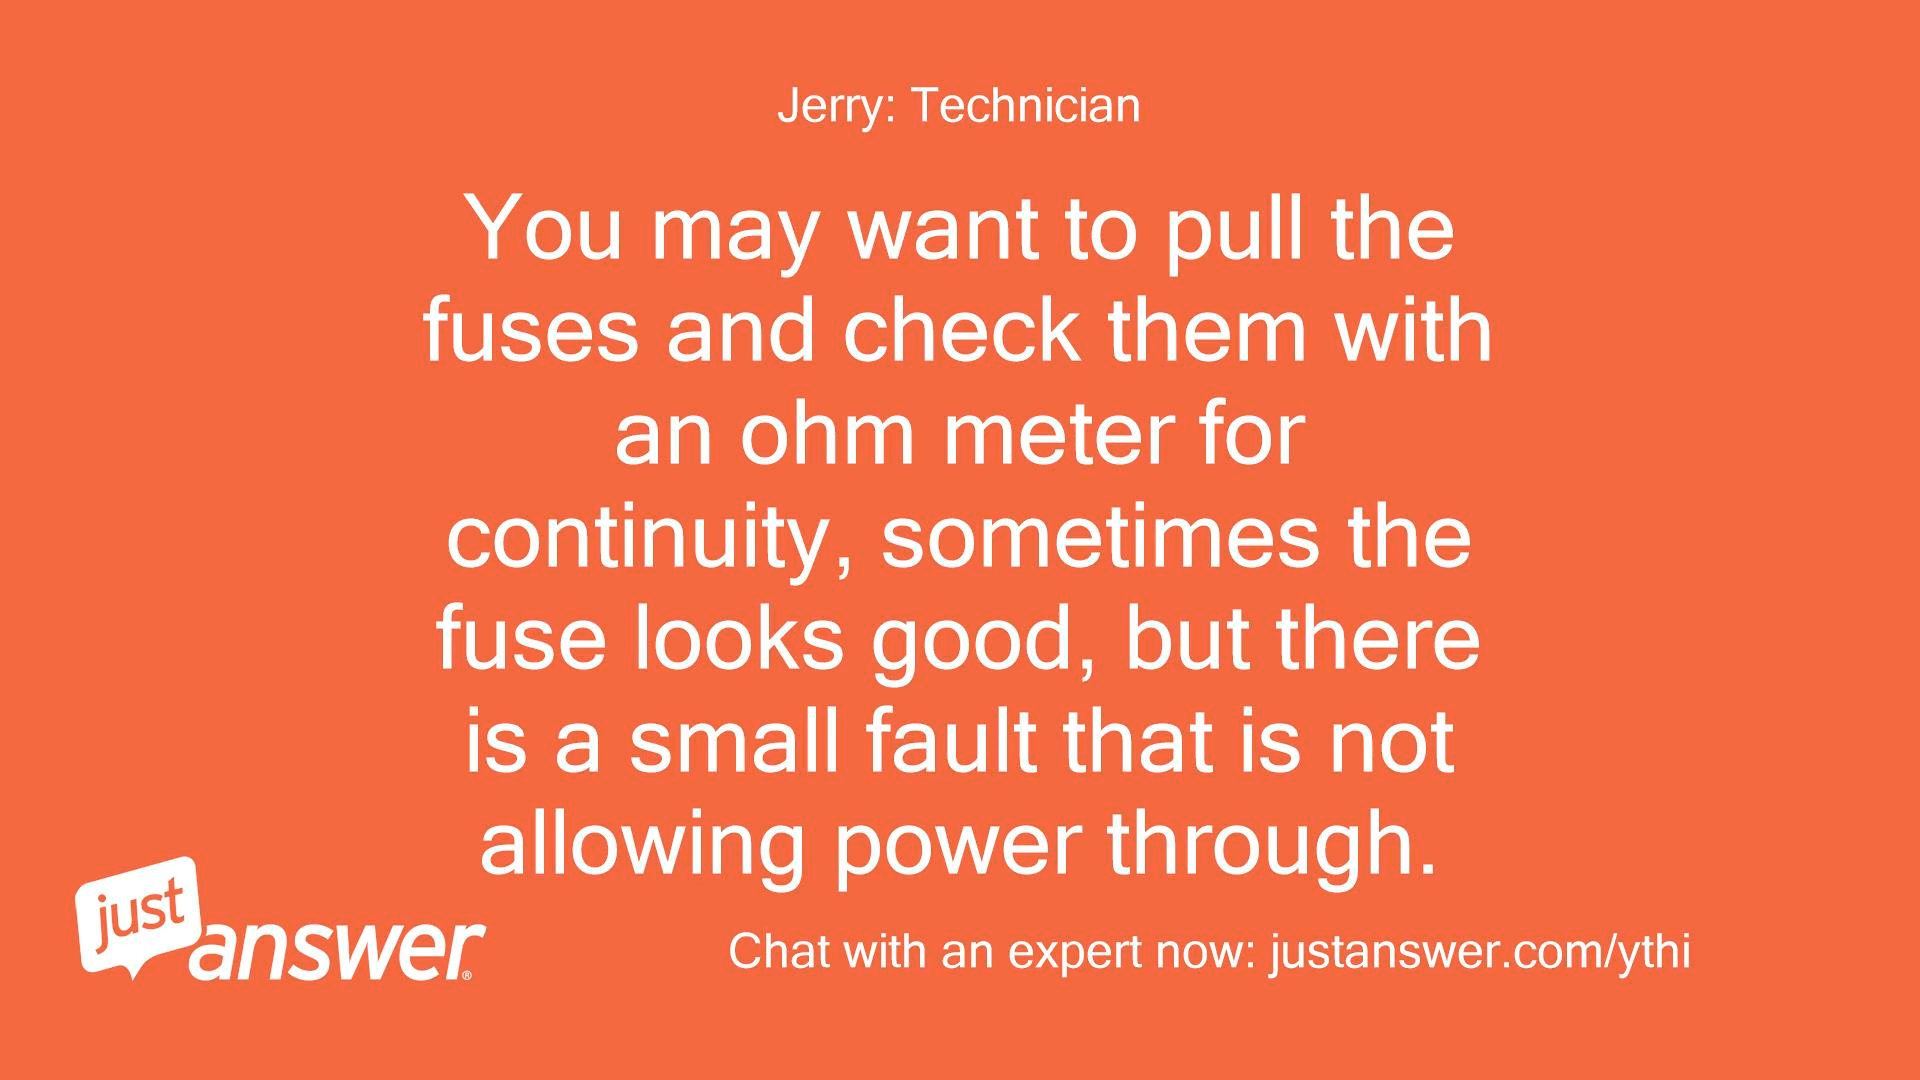 Jerry: Technician
You may want to pull the
fuses and check them with
an ohm meter for
continuity, sometimes the
fuse looks good, but there
is a small fault that is not
allowing power through.
just
answer®
Chat with an expert now: justanswer.com/ythi